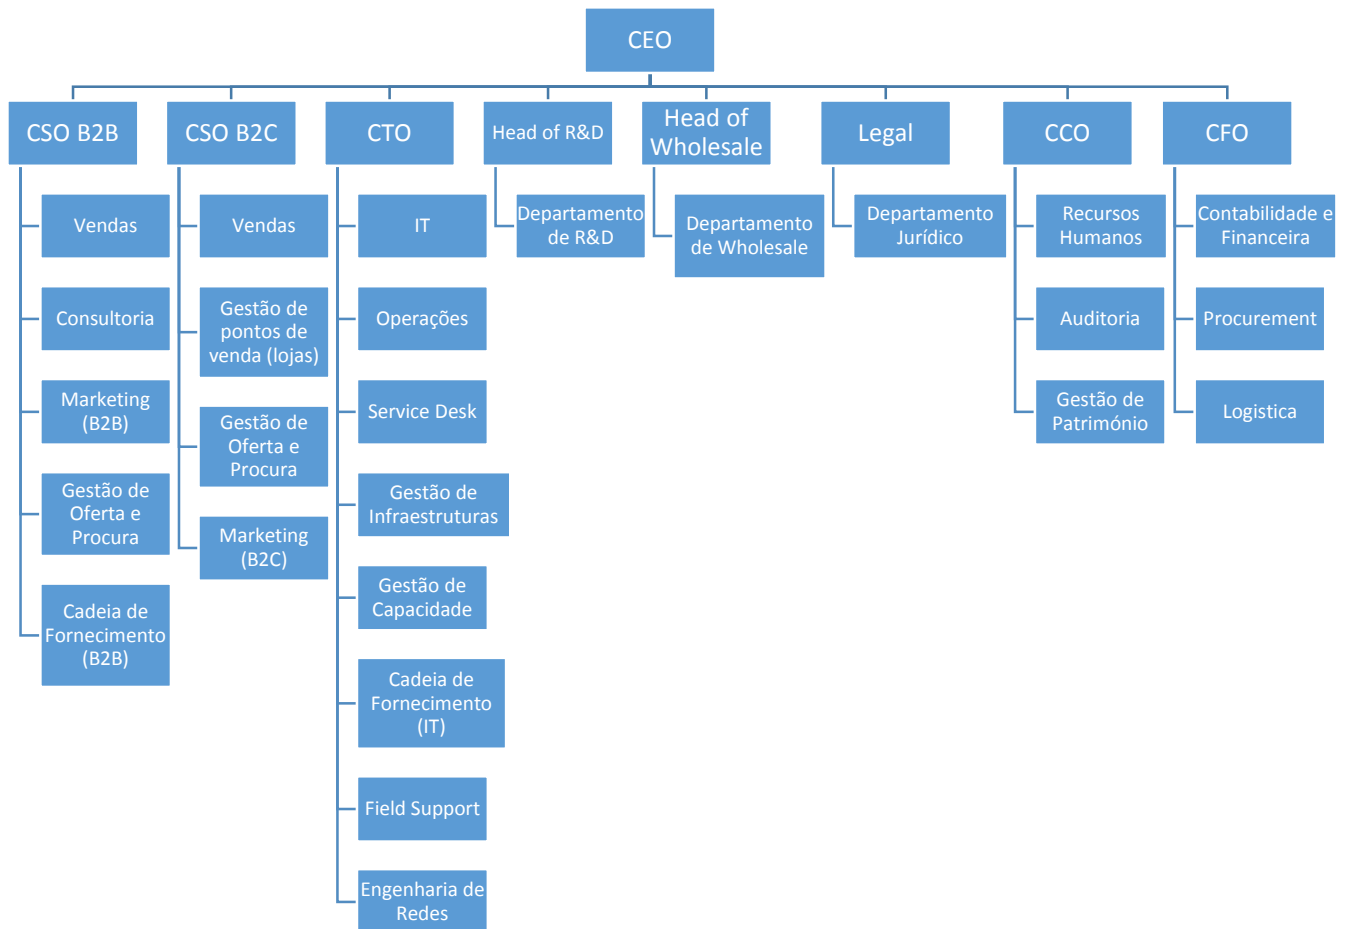 CEO
CSO B2B
CSO B2C
CTO
Head of R&D
Head of
Wholesale
Legal
CCO
CFO
Vendas
Consultoria
Marketing
(B2B)
Gestão de
Oferta e
Procura
Cadeia de
Fornecimento
(B2B)
Vendas
Gestão de
pontos de
venda (lojas)
Gestão de
Oferta e
Procura
Marketing
(B2C)
IT
Operações
Service Desk
Gestão de
Infraestruturas
Gestão de
Capacidade
Cadeia de
Fornecimento
(IT)
Field Support
Engenharia de
Redes
Departamento
de R&D
Departamento
de Wholesale
Departamento
Jurídico
Recursos
Humanos
Auditoria
Gestão de
Património
Contabilidade e
Financeira
Procurement
Logistica